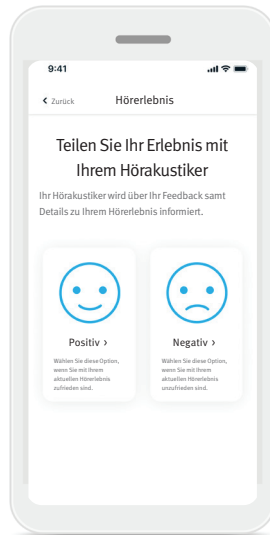 9:41
Zurück Hörerlebnis
Teilen Sie Ihr Erlebnis mit
Ihrem Hörakustiker
Ihr Hörakustiker wird über Ihr Feedback samt
Details zu Ihrem Hörerlebnis informiert.
Positiv ›
Wählen Sie diese Option,
wenn Sie mit Ihrem
aktuellen Hörerlebnis
zufrieden sind.
Negativ ›
Wählen Sie diese Option,
wenn Sie mit Ihrem
aktuellen Hörerlebnis
unzufrieden sind.